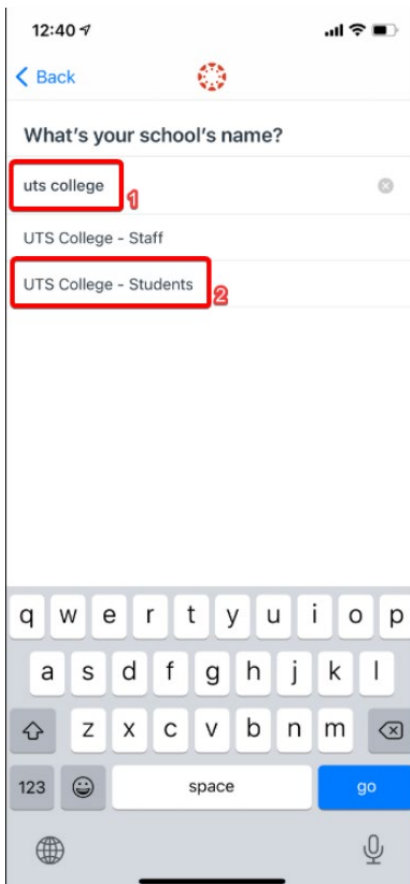 12:40
Back
What's your school's name?
uts college
1
UTS College - Staff
UTS College - Students
2
q w e r t y u i o p
a s d f g h j k l
z x c v b n m
123 space go